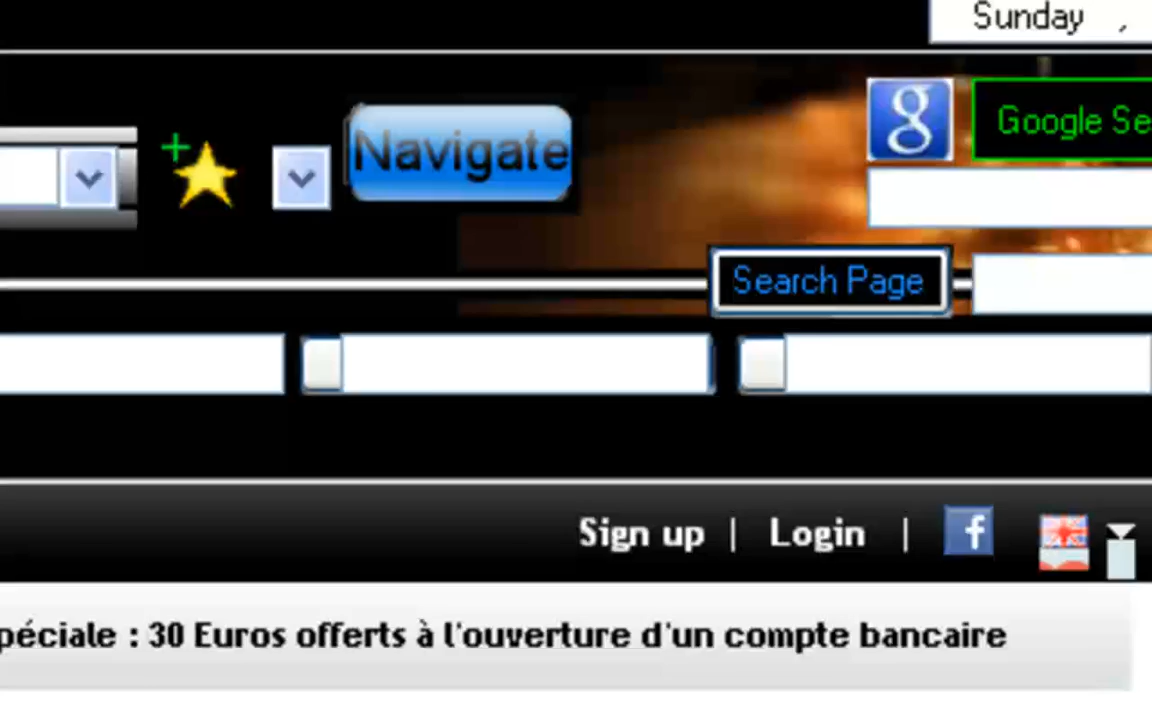 Sunday ,
Navigate
Google Se
Search Page
Sign up | Login |
péciale : 30 Euros offerts à l'ouverture d'un compte bancaire